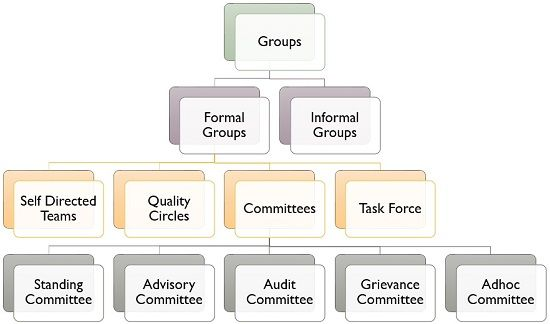 Groups
Formal
Groups
Informal
Groups
Self Directed
Teams
Quality
Circles
Committees
Task Force
Standing
Committee
Advisory
Committee
Audit
Committee
Grievance
Committee
Adhoc
Committee